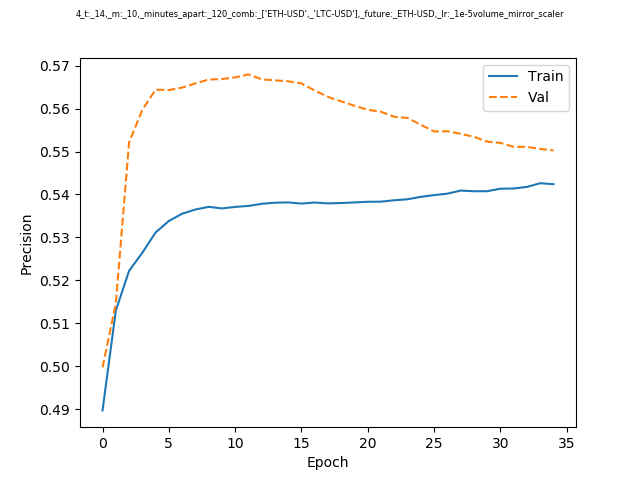 4_t:_14,_m:_10,_minutes_apart:_120_comb:_['ETH-USD',_'LTC-USD'],_future:_ETH-USD,_lr:_1e-5volume_mirror_scaler
0.57
0.56
0.55
0.54
0.53
0.52
0.51
0.50
0.49
Precision
Train
Val
0 5 10 15 20 25 30 35
Epoch